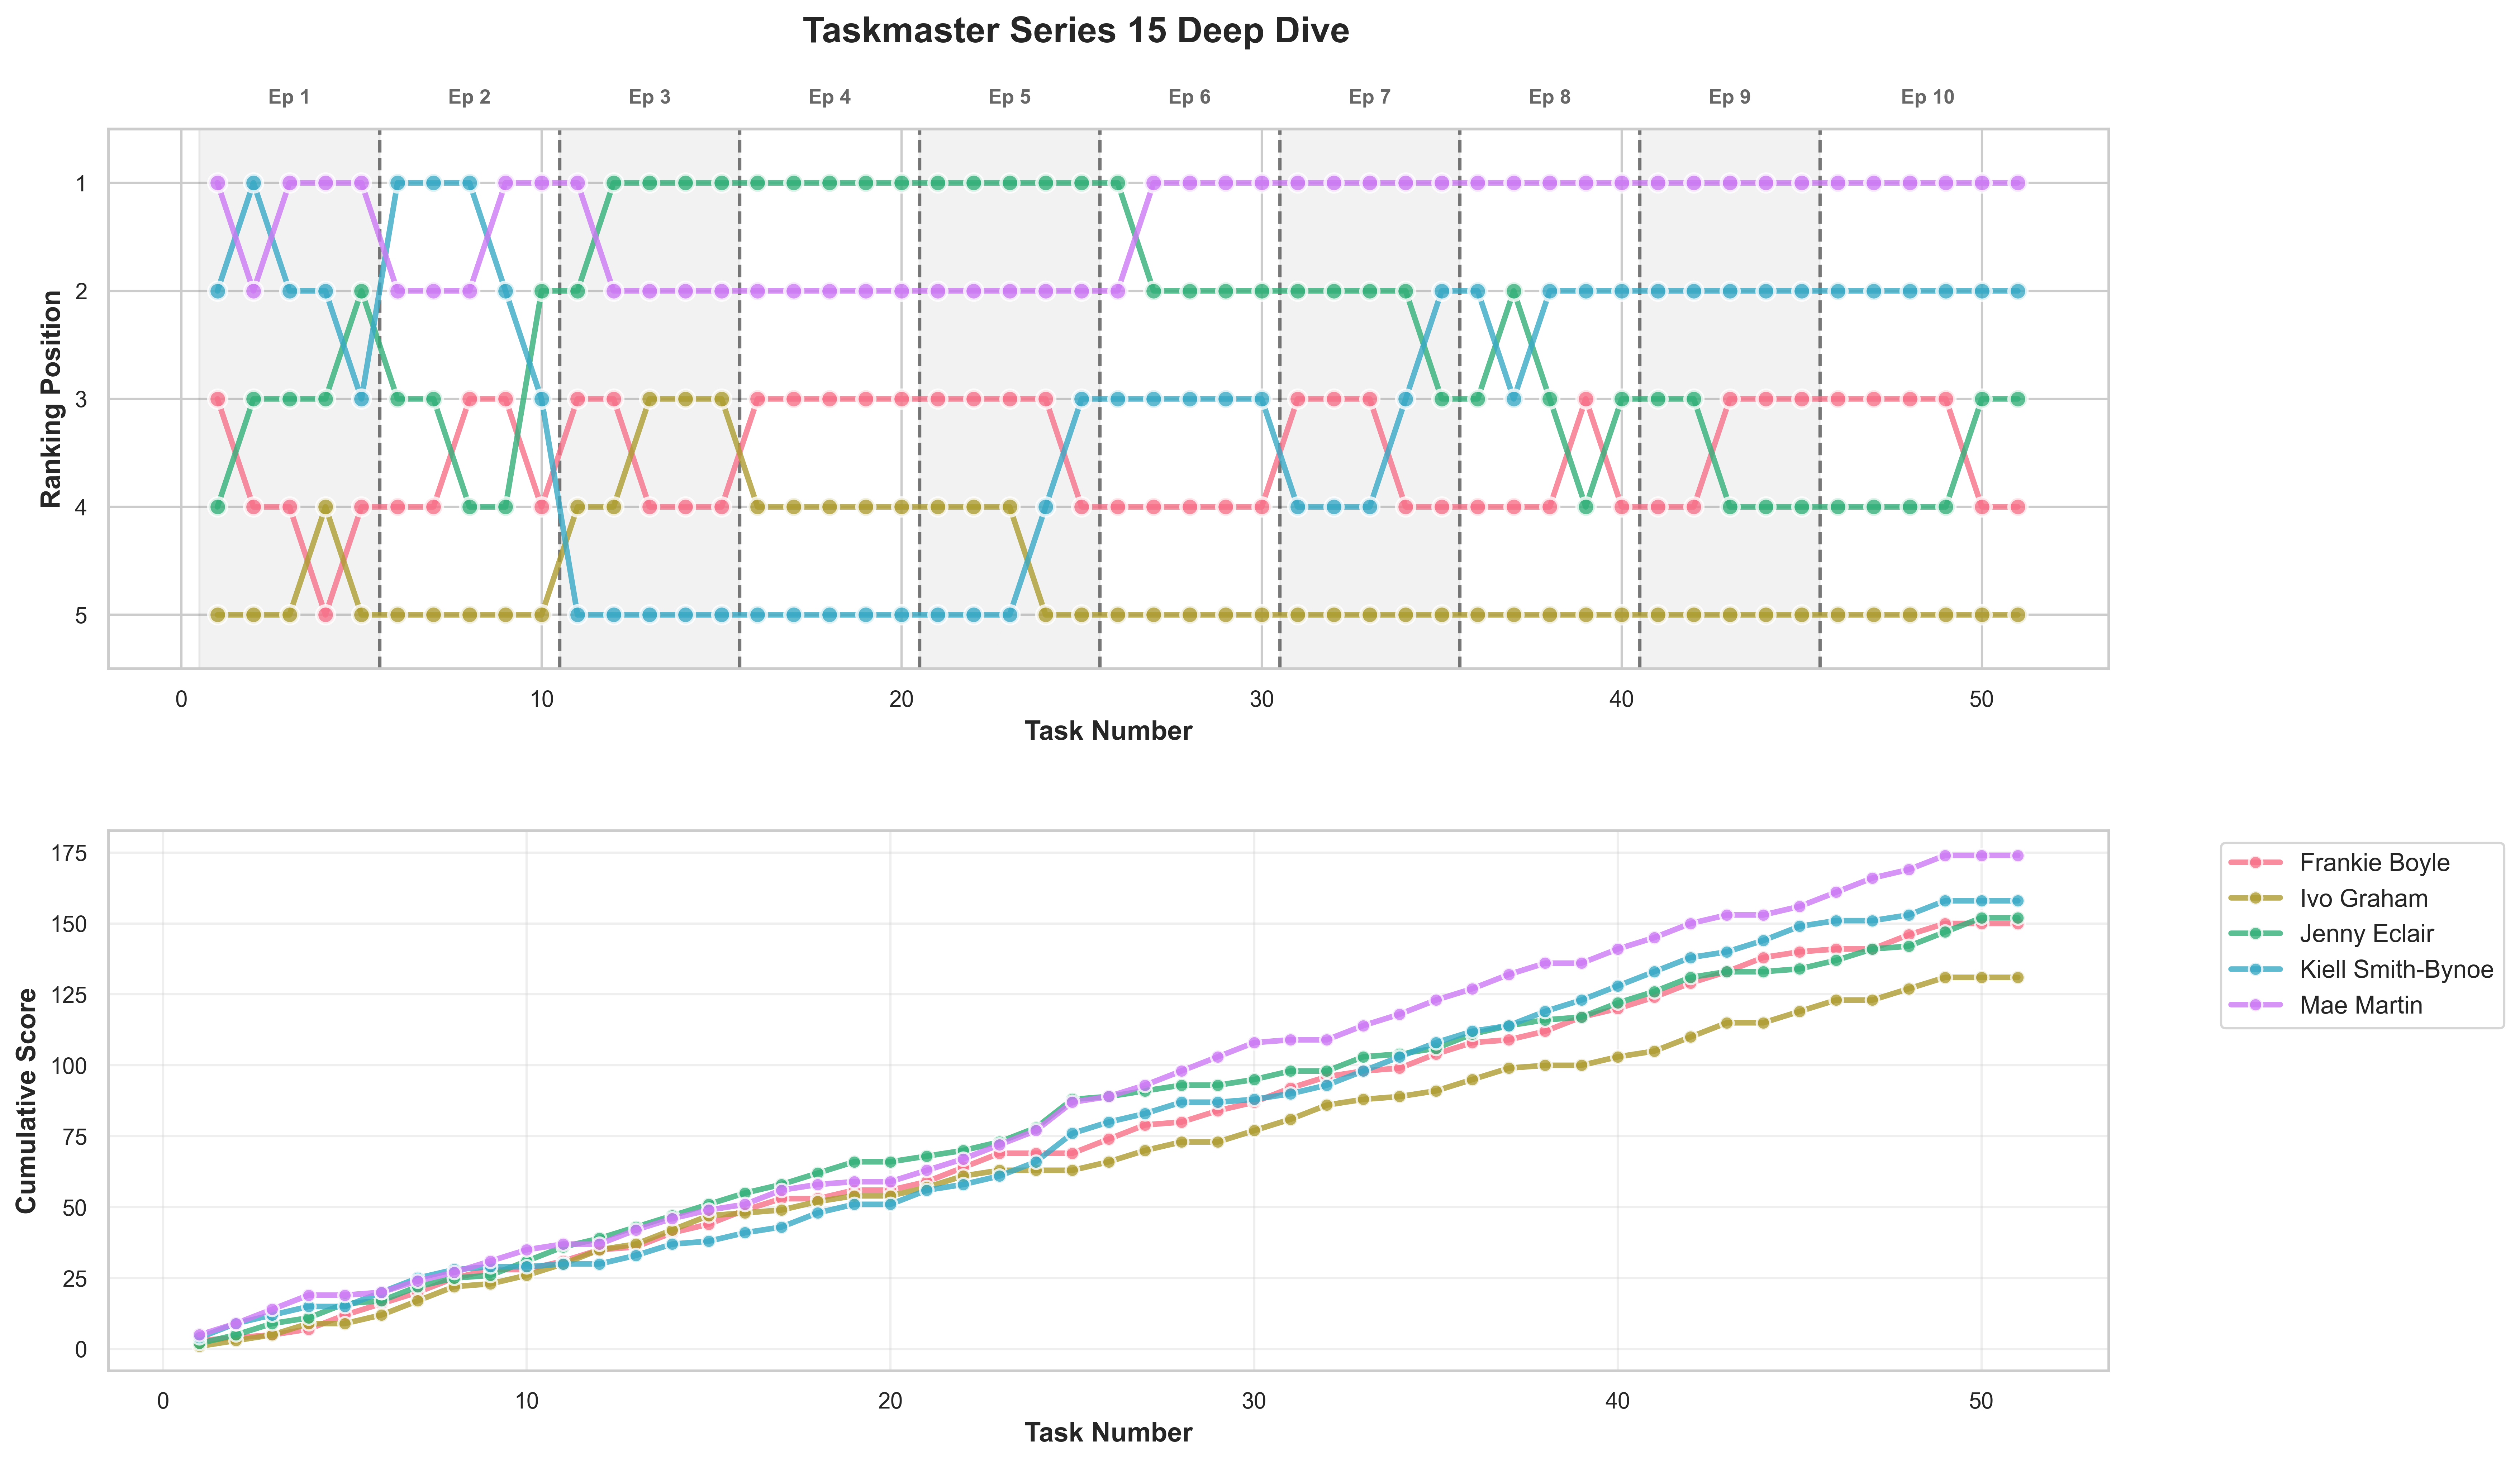 Taskmaster Series 15 Deep Dive
Ep 1 Ep 2 Ep 3 Ep 4 Ep 5 Ep 6 Ep 7 Ep 8 Ep 9 Ep 10
Ranking Position
1
2
3
4
5
0 10 20 30 40 50
Task Number
Cumulative Score
175
150
125
100
75
50
25
0
0 10 20 30 40 50
Task Number
Frankie Boyle
Ivo Graham
Jenny Eclair
Kiell Smith-Bynoe
Mae Martin